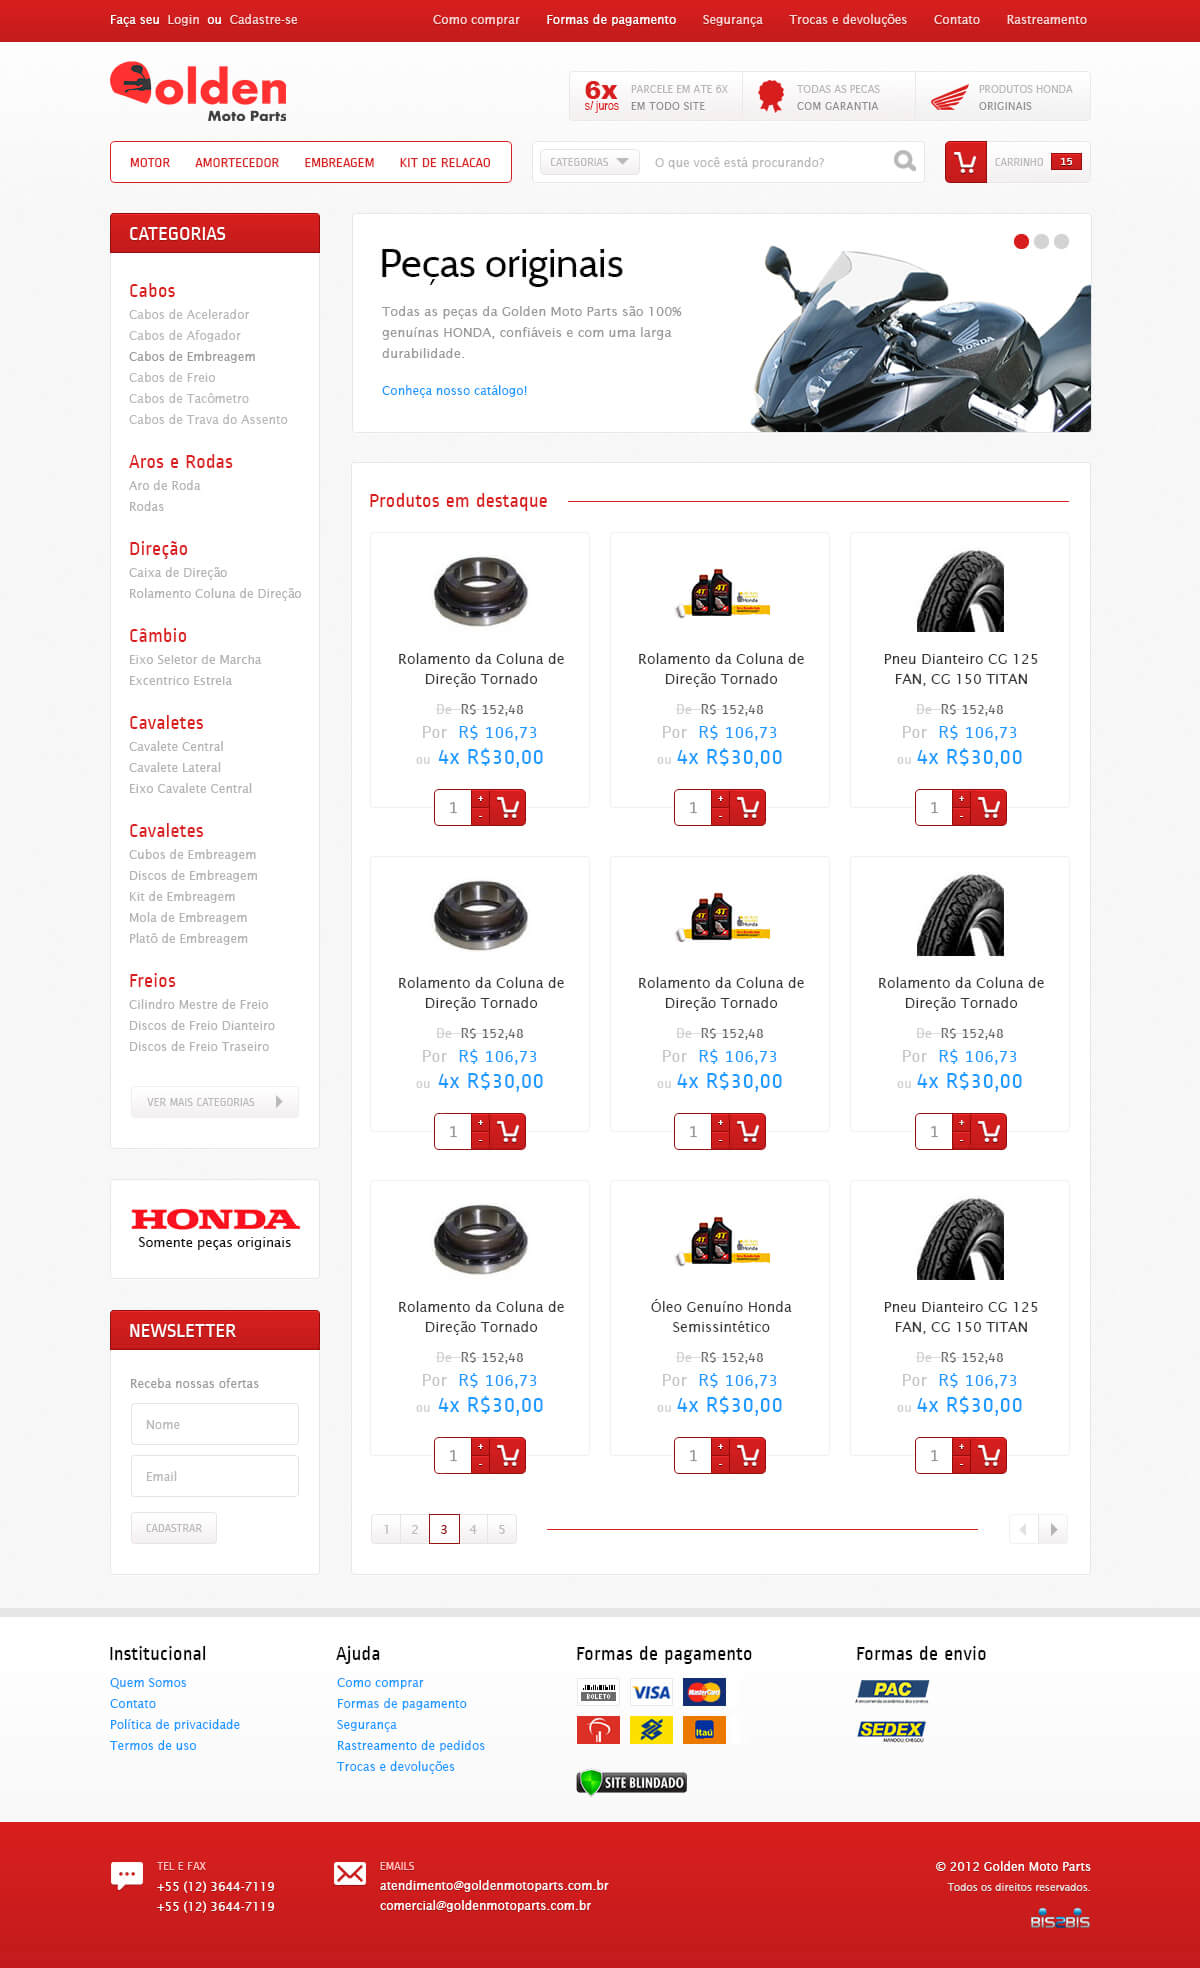 Faça seu Login ou Cadastre-se
Como comprar Formas de pagamento Segurança Trocas e devoluções Contato Rastreamento
Golden
Moto Parts
6x
s/ juros
PARCELE EM ATE 6X
EM TODO SITE
TODAS AS PECAS
COM GARANTIA
PRODUTOS HONDA
ORIGINAIS
MOTOR AMORTECEDOR EMBREAGEM KIT DE RELACAO
CATEGORIAS O que você está procurando?
CARRINHO 15
CATEGORIAS
Cabos
Cabos de Acelerador
Cabos de Afogador
Cabos de Embreagem
Cabos de Freio
Cabos de Tacômetro
Cabos de Trava do Assento
Aros e Rodas
Aro de Roda
Rodas
Direção
Caixa de Direção
Rolamento Coluna de Direção
Câmbio
Eixo Seletor de Marcha
Excentrico Estrela
Cavaletes
Cavalete Central
Cavalete Lateral
Eixo Cavalete Central
Cavaletes
Cubos de Embreagem
Discos de Embreagem
Kit de Embreagem
Mola de Embreagem
Platô de Embreagem
Freios
Cilindro Mestre de Freio
Discos de Freio Dianteiro
Discos de Freio Traseiro
VER MAIS CATEGORIAS
HONDA
Somente peças originais
NEWSLETTER
Receba nossas ofertas
Nome
Email
CADASTRAR
Peças originais
Todas as peças da Golden Moto Parts são 100%
genuínas HONDA, confiáveis e com uma larga
durabilidade.
Conheça nosso catálogo!
HONDA
Produtos em destaque
Rolamento da Coluna de
Direção Tornado
De R$ 152,48
Por R$ 106,73
ou 4x R$30,00
1 + -
4T 4T
Honda
Rolamento da Coluna de
Direção Tornado
De R$ 152,48
Por R$ 106,73
ou 4x R$30,00
1 + -
Pneu Dianteiro CG 125
FAN, CG 150 TITAN
De R$ 152,48
Por R$ 106,73
ou 4x R$30,00
1 + -
Rolamento da Coluna de
Direção Tornado
De R$ 152,48
Por R$ 106,73
ou 4x R$30,00
1 + -
4T 4T
Honda
Rolamento da Coluna de
Direção Tornado
De R$ 152,48
Por R$ 106,73
ou 4x R$30,00
1 + -
Rolamento da Coluna de
Direção Tornado
De R$ 152,48
Por R$ 106,73
ou 4x R$30,00
1 + -
Rolamento da Coluna de
Direção Tornado
De R$ 152,48
Por R$ 106,73
ou 4x R$30,00
1 + -
4T 4T
Honda
Óleo Genuíno Honda
Semissintético
De R$ 152,48
Por R$ 106,73
ou 4x R$30,00
1 + -
Pneu Dianteiro CG 125
FAN, CG 150 TITAN
De R$ 152,48
Por R$ 106,73
ou 4x R$30,00
1 + -
1 2 3 4 5
Institucional
Quem Somos
Contato
Política de privacidade
Termos de uso
Ajuda
Como comprar
Formas de pagamento
Segurança
Rastreamento de pedidos
Trocas e devoluções
Formas de pagamento
BOLETO VISA MasterCard
Itaú
SITE BLINDADO
Formas de envio
PAC
A encomenda econômica dos correios
SEDEX
MANDOU, CHEGOU
TEL E FAX
+55 (12) 3644-7119
+55 (12) 3644-7119
EMAILS
atendimento@goldenmotoparts.com.br
comercial@goldenmotoparts.com.br
© 2012 Golden Moto Parts
Todos os direitos reservados.
BIS2BIS